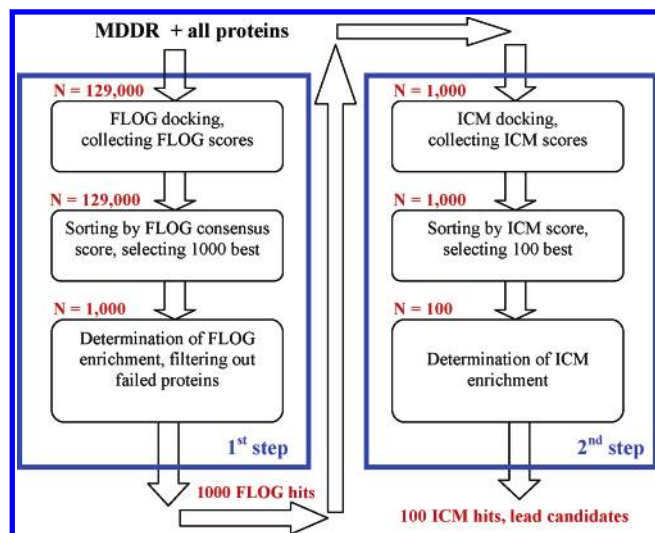 MDDR + all proteins
N = 129,000
FLOG docking,
collecting FLOG scores
N = 129,000
Sorting by FLOG consensus
score, selecting 1000 best
N = 1,000
Determination of FLOG
enrichment, filtering out
failed proteins
1st step
1000 FLOG hits
N = 1,000
ICM docking,
collecting ICM scores
N = 1,000
Sorting by ICM score,
selecting 100 best
N = 100
Determination of ICM
enrichment
2nd step
100 ICM hits, lead candidates